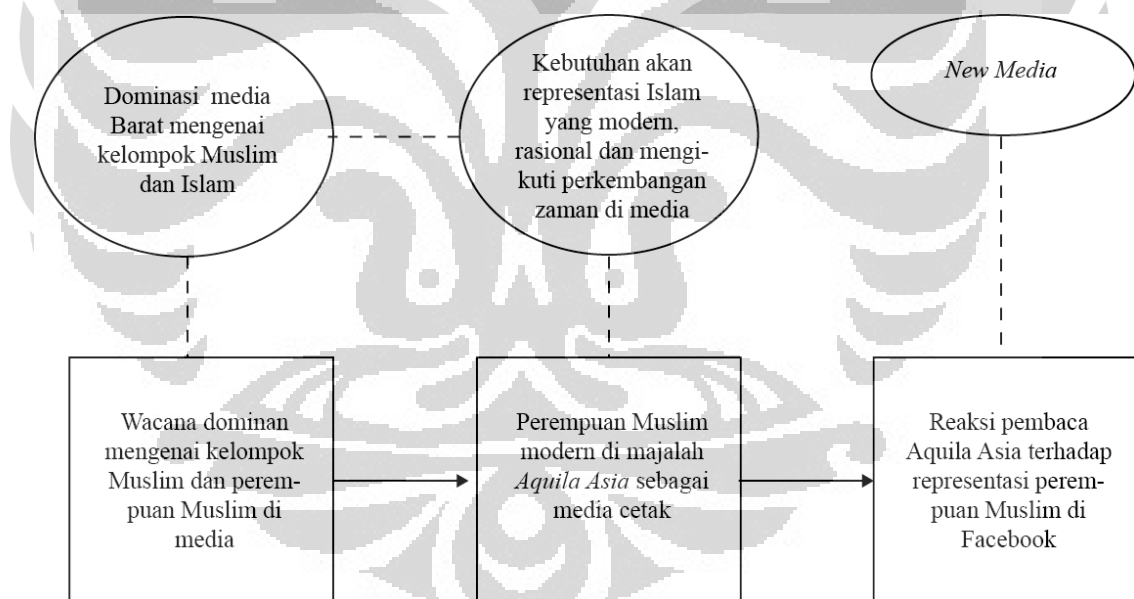 Dominasi media
Barat mengenai
kelompok Muslim
dan Islam
Kebutuhan akan
representasi Islam
yang modern,
rasional dan mengi-
kuti perkembangan
zaman di media
New Media
Wacana dominan
mengenai kelompok
Muslim dan perem-
puan Muslim di
media
Perempuan Muslim
modern di majalah
Aquila Asia sebagai
media cetak
Reaksi pembaca
Aquila Asia terhadap
representasi perem-
puan Muslim di
Facebook